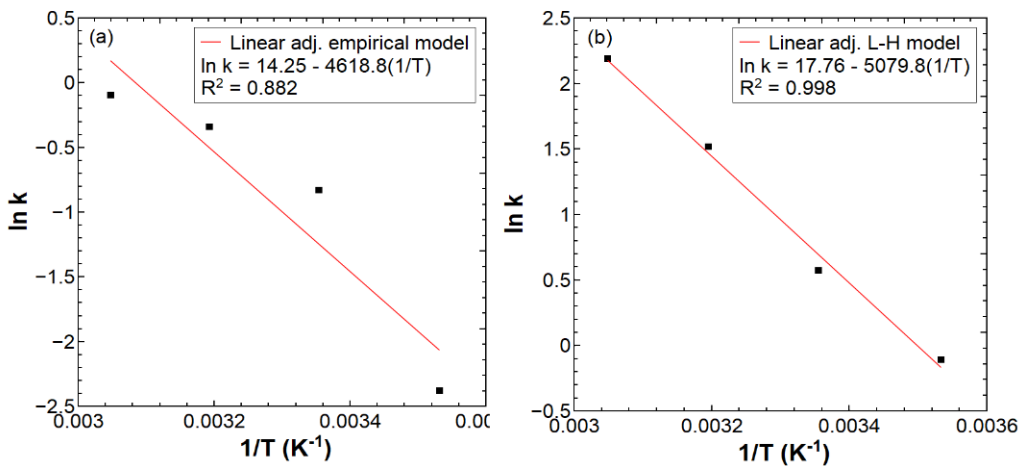 (a)
Linear adj. empirical model
ln k = 14.25 - 4618.8(1/T)
R² = 0.882
0.5
0
−0.5
−1
−1.5
−2
−2.5
ln k
0.003
0.0032
0.0034
0.00
1/T (K⁻¹)
(b)
Linear adj. L-H model
ln k = 17.76 - 5079.8(1/T)
R² = 0.998
2.5
2
1.5
1
0.5
0
−0.5
ln k
0.003
0.0032
0.0034
0.0036
1/T (K⁻¹)